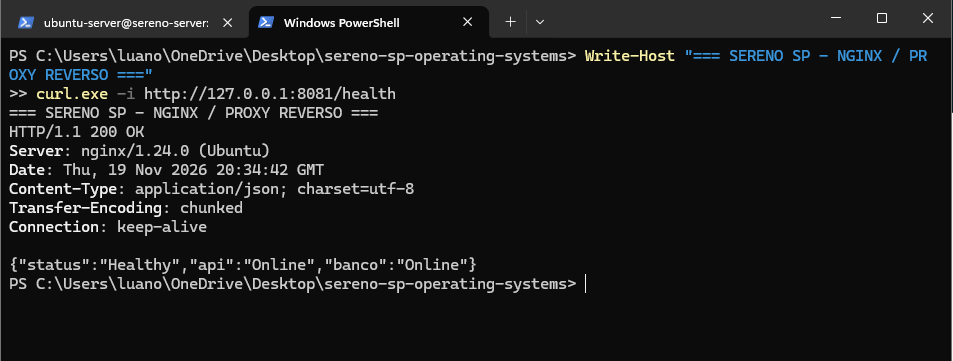 ubuntu-server@sereno-server:
Windows PowerShell
PS C:\Users\luano\OneDrive\Desktop\sereno-sp-operating-systems> Write-Host "=== SERENO SP - NGINX / PR
OXY REVERSO ==="
>> curl.exe -i http://127.0.0.1:8081/health
=== SERENO SP - NGINX / PROXY REVERSO ===
HTTP/1.1 200 OK
Server: nginx/1.24.0 (Ubuntu)
Date: Thu, 19 Nov 2026 20:34:42 GMT
Content-Type: application/json; charset=utf-8
Transfer-Encoding: chunked
Connection: keep-alive
{"status":"Healthy","api":"Online","banco":"Online"}
PS C:\Users\luano\OneDrive\Desktop\sereno-sp-operating-systems>